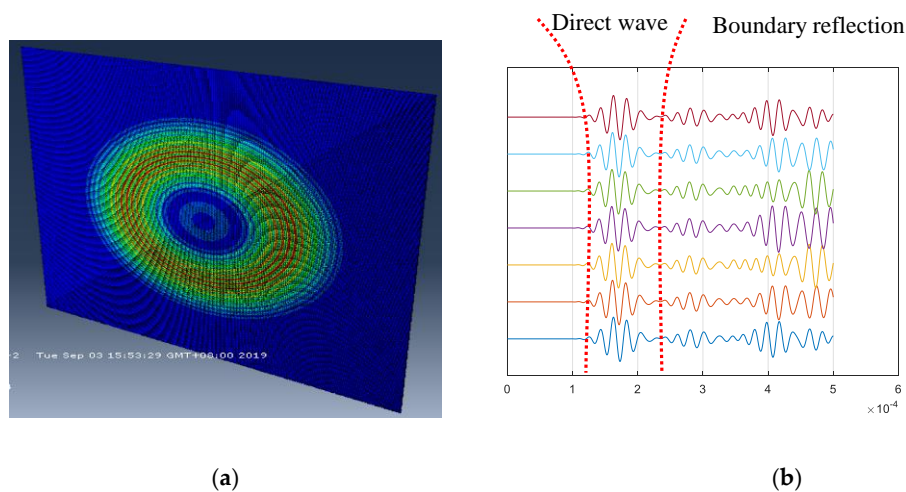 Direct wave
Boundary reflection
-2 Tue Sep 03 15:53:29 GMT+08:00 2019
0 1 2 3 4 5 6
×10⁻⁴
(a)
(b)